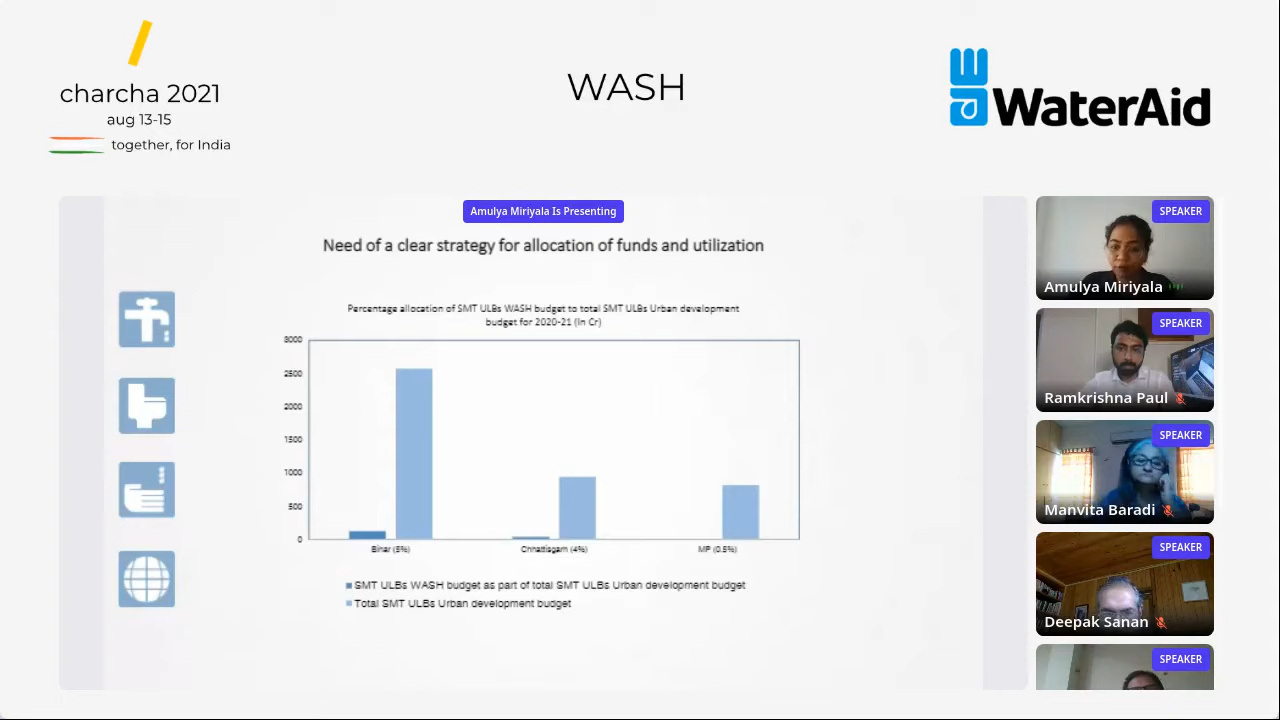 charcha 2021
aug 13-15
together, for India
WASH
WaterAid
Amulya Miriyala Is Presenting
Need of a clear strategy for allocation of funds and utilization
Percentage allocation of SMT ULBs WASH budget to total SMT ULBs Urban development
budget for 2020-21 (in Cr)
3000
2500
2000
1500
1000
500
0
Bihar (5%)
Chhattisgarh (4%)
MP (0.5%)
SMT ULBs WASH budget as part of total SMT ULBs Urban development budget
Total SMT ULBs Urban development budget
SPEAKER
Amulya Miriyala
SPEAKER
Ramkrishna Paul
SPEAKER
Manvita Baradi
SPEAKER
Deepak Sanan
SPEAKER